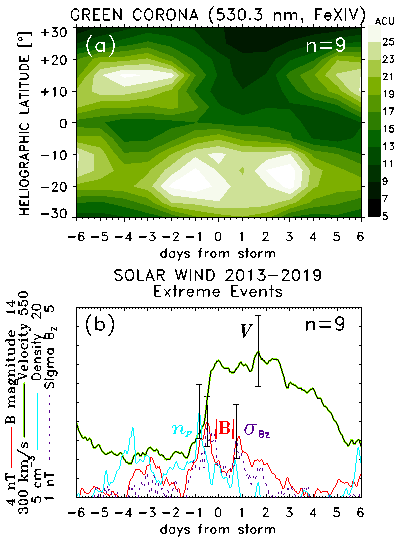 GREEN CORONA (530.3 nm, FeXIV)
ACU
(a) n=9
HELIOGRAPHIC LATITUDE [°]
+30
+20
+10
0
−10
−20
−30
25
23
21
19
17
15
13
11
9
7
5
−6 −5 −4 −3 −2 −1 0 1 2 3 4 5 6
days from storm
SOLAR WIND 2013−2019
Extreme Events
(b) V n=9
n_p |B| σ_Bz
4 nT B magnitude 14
300 km/s Velocity 550
5 cm³ Density 20
1 nT Sigma B_z 5
−6 −5 −4 −3 −2 −1 0 1 2 3 4 5 6
days from storm